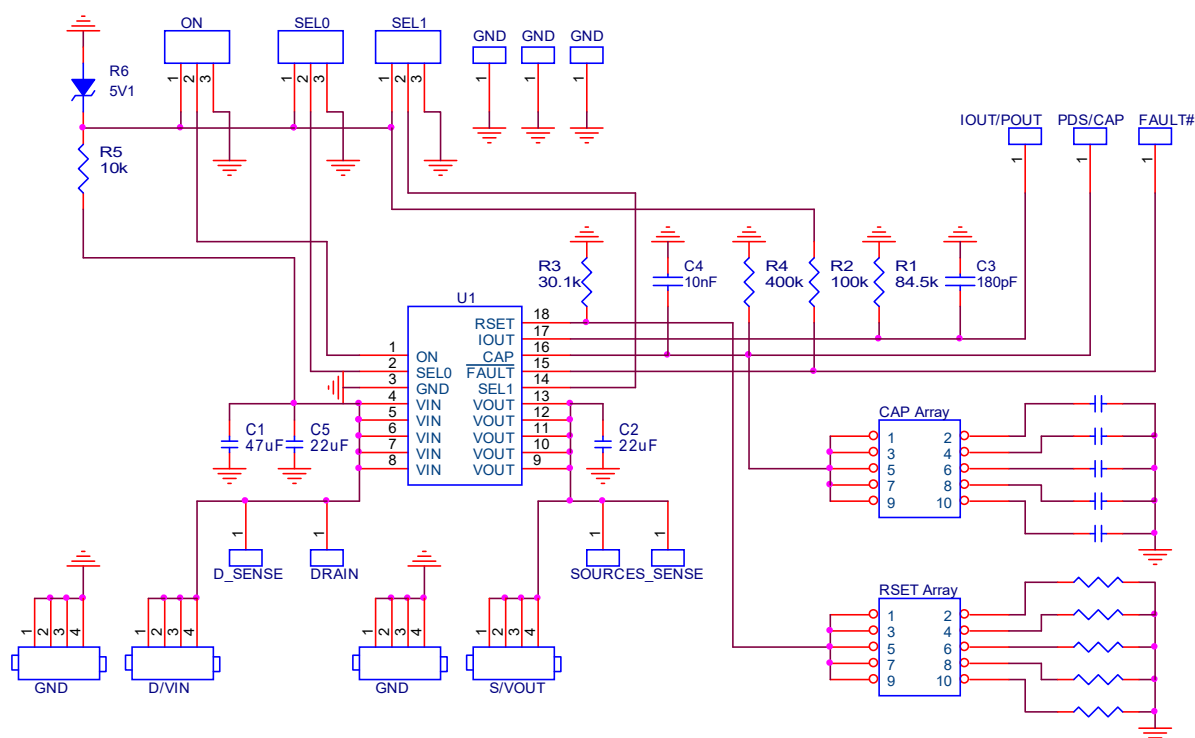 ON
SEL0
SEL1
GND
GND
GND
1
2
3
1
2
3
1
2
3
1
1
1
R6
5V1
R5
10k
IOUT/POUT
PDS/CAP
FAULT#
1
1
1
R3
30.1k
C4
10nF
R4
400k
R2
100k
R1
84.5k
C3
180pF
U1
1
ON
2
SEL0
3
GND
4
VIN
5
VIN
6
VIN
7
VIN
8
VIN
RSET
18
IOUT
17
CAP
16
FAULT
15
SEL1
14
VOUT
13
VOUT
12
VOUT
11
VOUT
10
VOUT
9
C1
47uF
C5
22uF
C2
22uF
CAP Array
1
2
3
4
5
6
7
8
9
10
1
1
1
1
D_SENSE
DRAIN
SOURCES_SENSE
RSET Array
1
2
3
4
5
6
7
8
9
10
1
2
3
4
1
2
3
4
1
2
3
4
1
2
3
4
GND
D/VIN
GND
S/VOUT